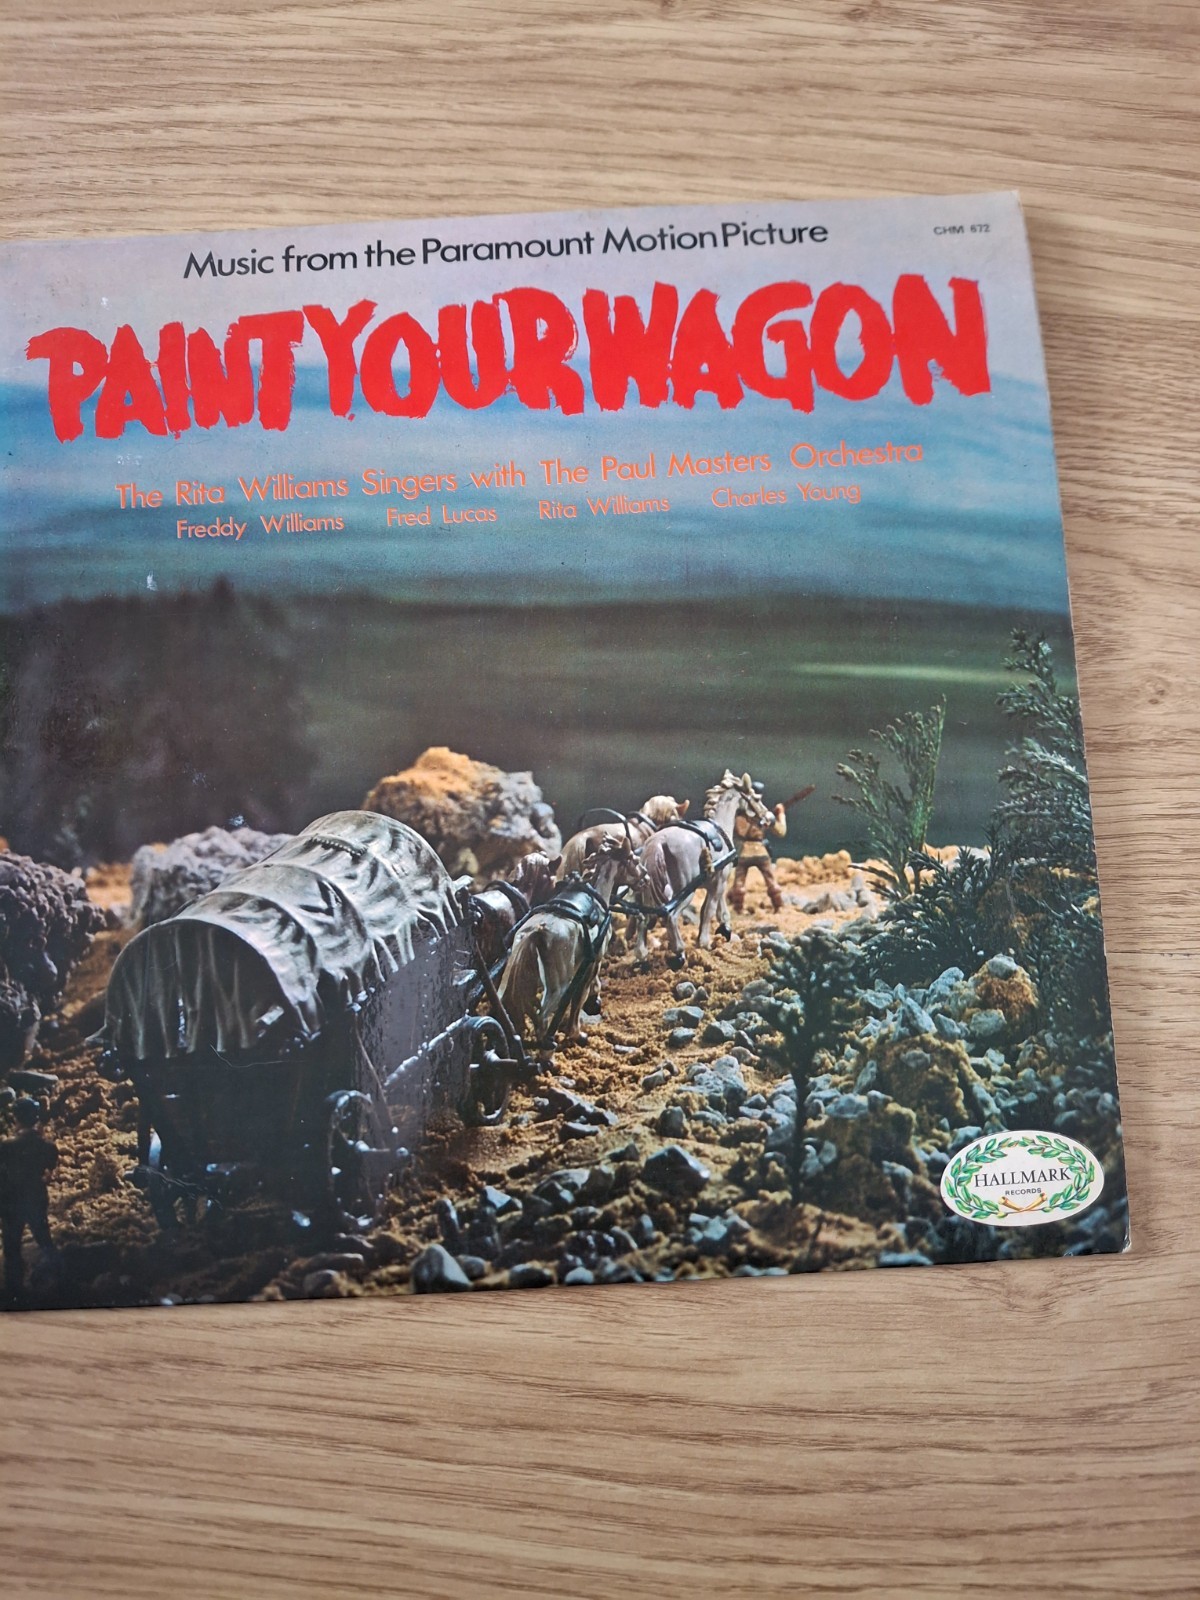 Music from the Paramount Motion Picture
CHM 672
PAINT YOUR WAGON
The Rita Williams Singers with The Paul Masters Orchestra
Freddy Williams Fred Lucas Rita Williams Charles Young
HALLMARK
RECORDS